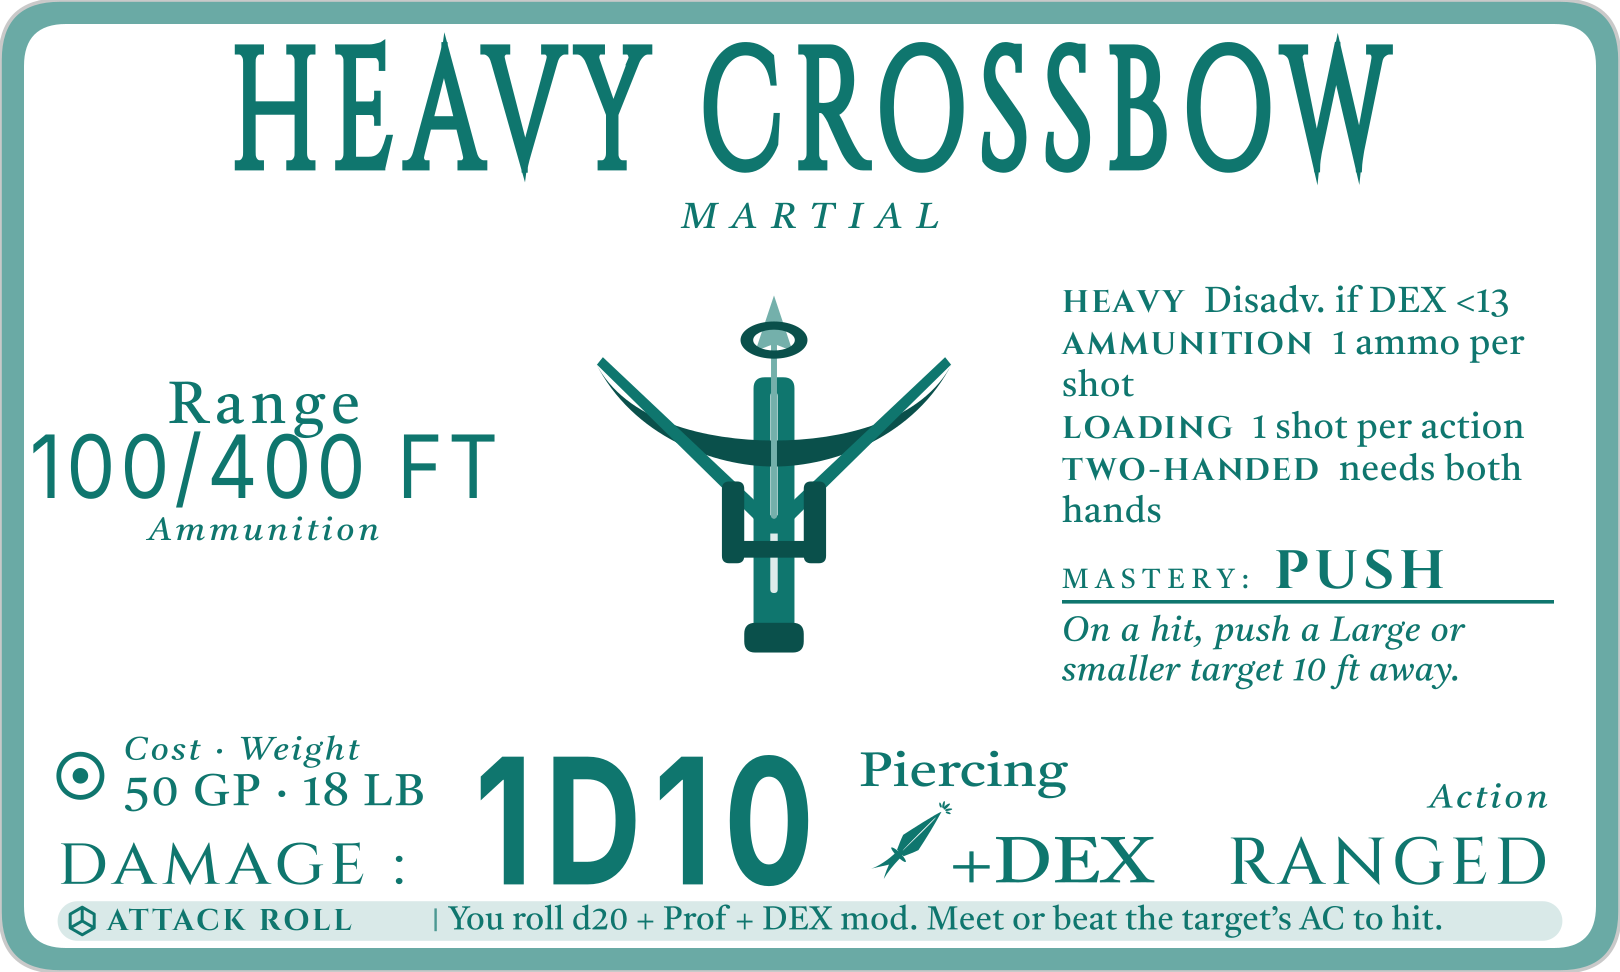 HEAVY CROSSBOW
MARTIAL
Range
100/400 FT
Ammunition
HEAVY Disadv. if DEX <13
AMMUNITION 1 ammo per
shot
LOADING 1 shot per action
TWO-HANDED needs both
hands
MASTERY: PUSH
On a hit, push a Large or
smaller target 10 ft away.
Cost · Weight
50 GP · 18 LB
DAMAGE : 1D10
Piercing
+DEX
Action
RANGED
ATTACK ROLL | You roll d20 + Prof + DEX mod. Meet or beat the target’s AC to hit.